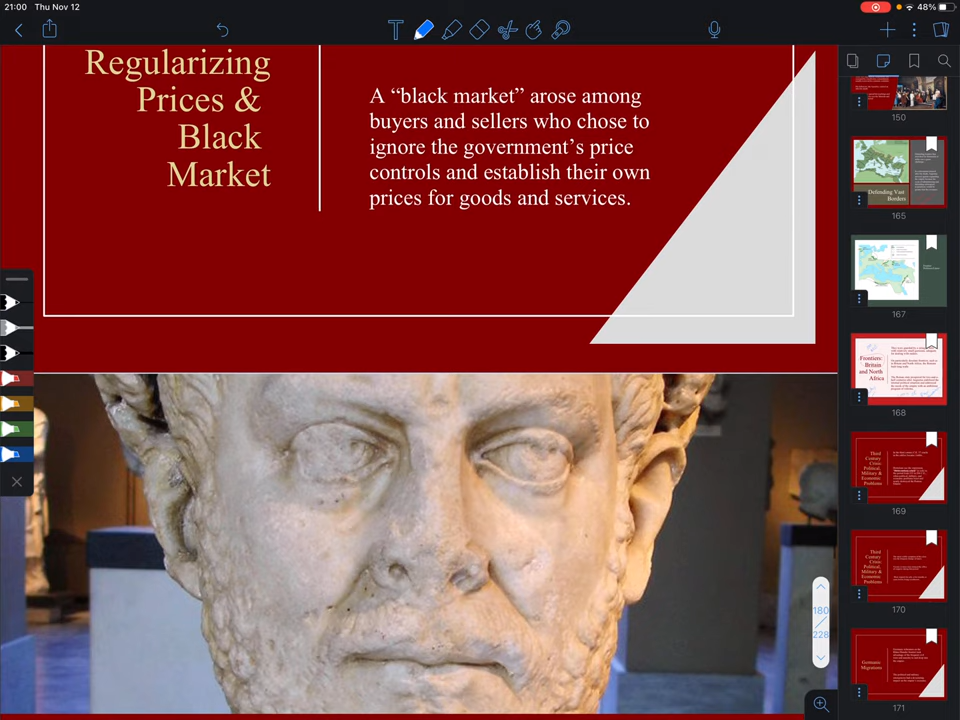 21:00 Thu Nov 12
48%
Regularizing
Prices &
Black
Market
A “black market” arose among
buyers and sellers who chose to
ignore the government’s price
controls and establish their own
prices for goods and services.
180
228
150
Defending Vast
Borders
165
167
Frontiers:
Britain
and North
Africa
168
Third
Century
Crisis
Political,
Military &
Economic
Problems
169
Third
Century
Crisis
Political,
Military &
Economic
Problems
170
Germanic
Migrations
171